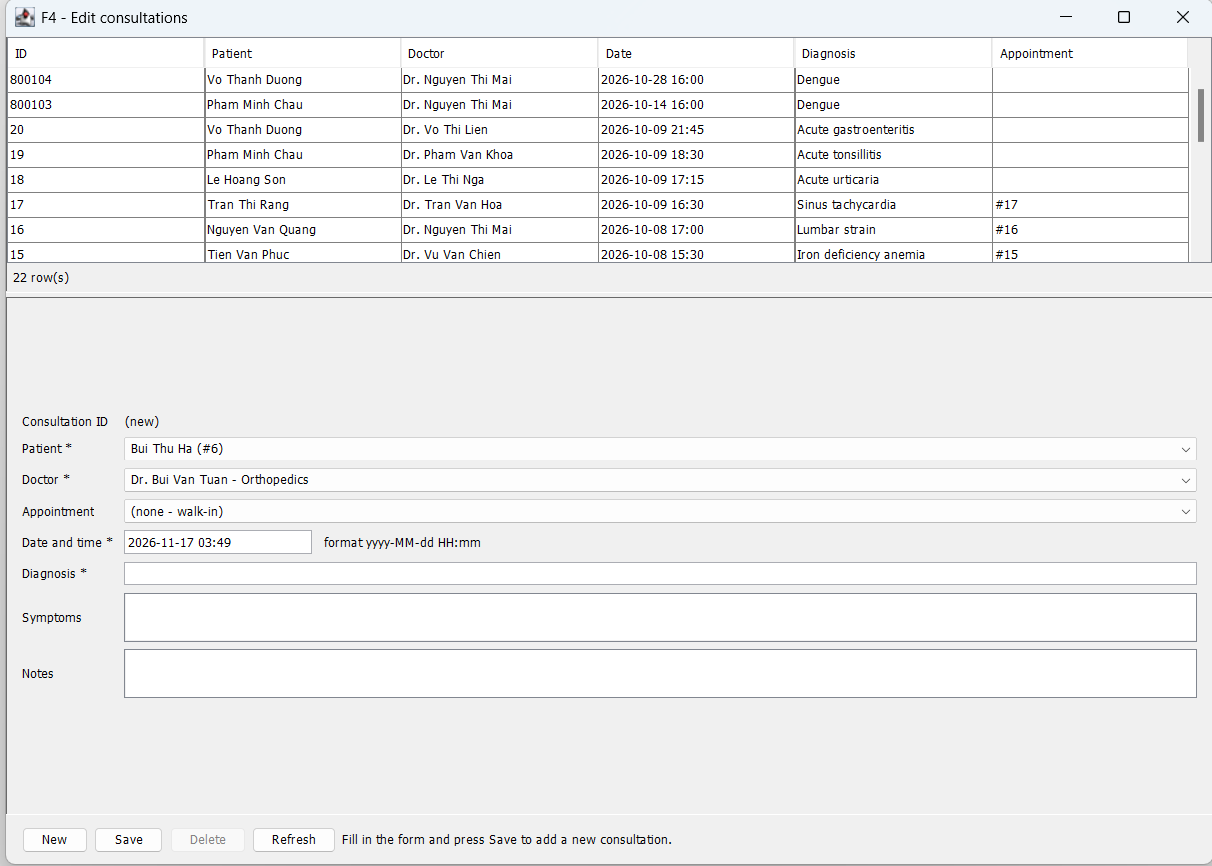 F4 - Edit consultations
ID Patient Doctor Date Diagnosis Appointment
800104 Vo Thanh Duong Dr. Nguyen Thi Mai 2026-10-28 16:00 Dengue
800103 Pham Minh Chau Dr. Nguyen Thi Mai 2026-10-14 16:00 Dengue
20 Vo Thanh Duong Dr. Vo Thi Lien 2026-10-09 21:45 Acute gastroenteritis
19 Pham Minh Chau Dr. Pham Van Khoa 2026-10-09 18:30 Acute tonsillitis
18 Le Hoang Son Dr. Le Thi Nga 2026-10-09 17:15 Acute urticaria
17 Tran Thi Rang Dr. Tran Van Hoa 2026-10-09 16:30 Sinus tachycardia #17
16 Nguyen Van Quang Dr. Nguyen Thi Mai 2026-10-08 17:00 Lumbar strain #16
15 Tien Van Phuc Dr. Vu Van Chien 2026-10-08 15:30 Iron deficiency anemia #15
22 row(s)
Consultation ID (new)
Patient * Bui Thu Ha (#6)
Doctor * Dr. Bui Van Tuan - Orthopedics
Appointment (none - walk-in)
Date and time * 2026-11-17 03:49 format yyyy-MM-dd HH:mm
Diagnosis *
Symptoms
Notes
New Save Delete Refresh Fill in the form and press Save to add a new consultation.